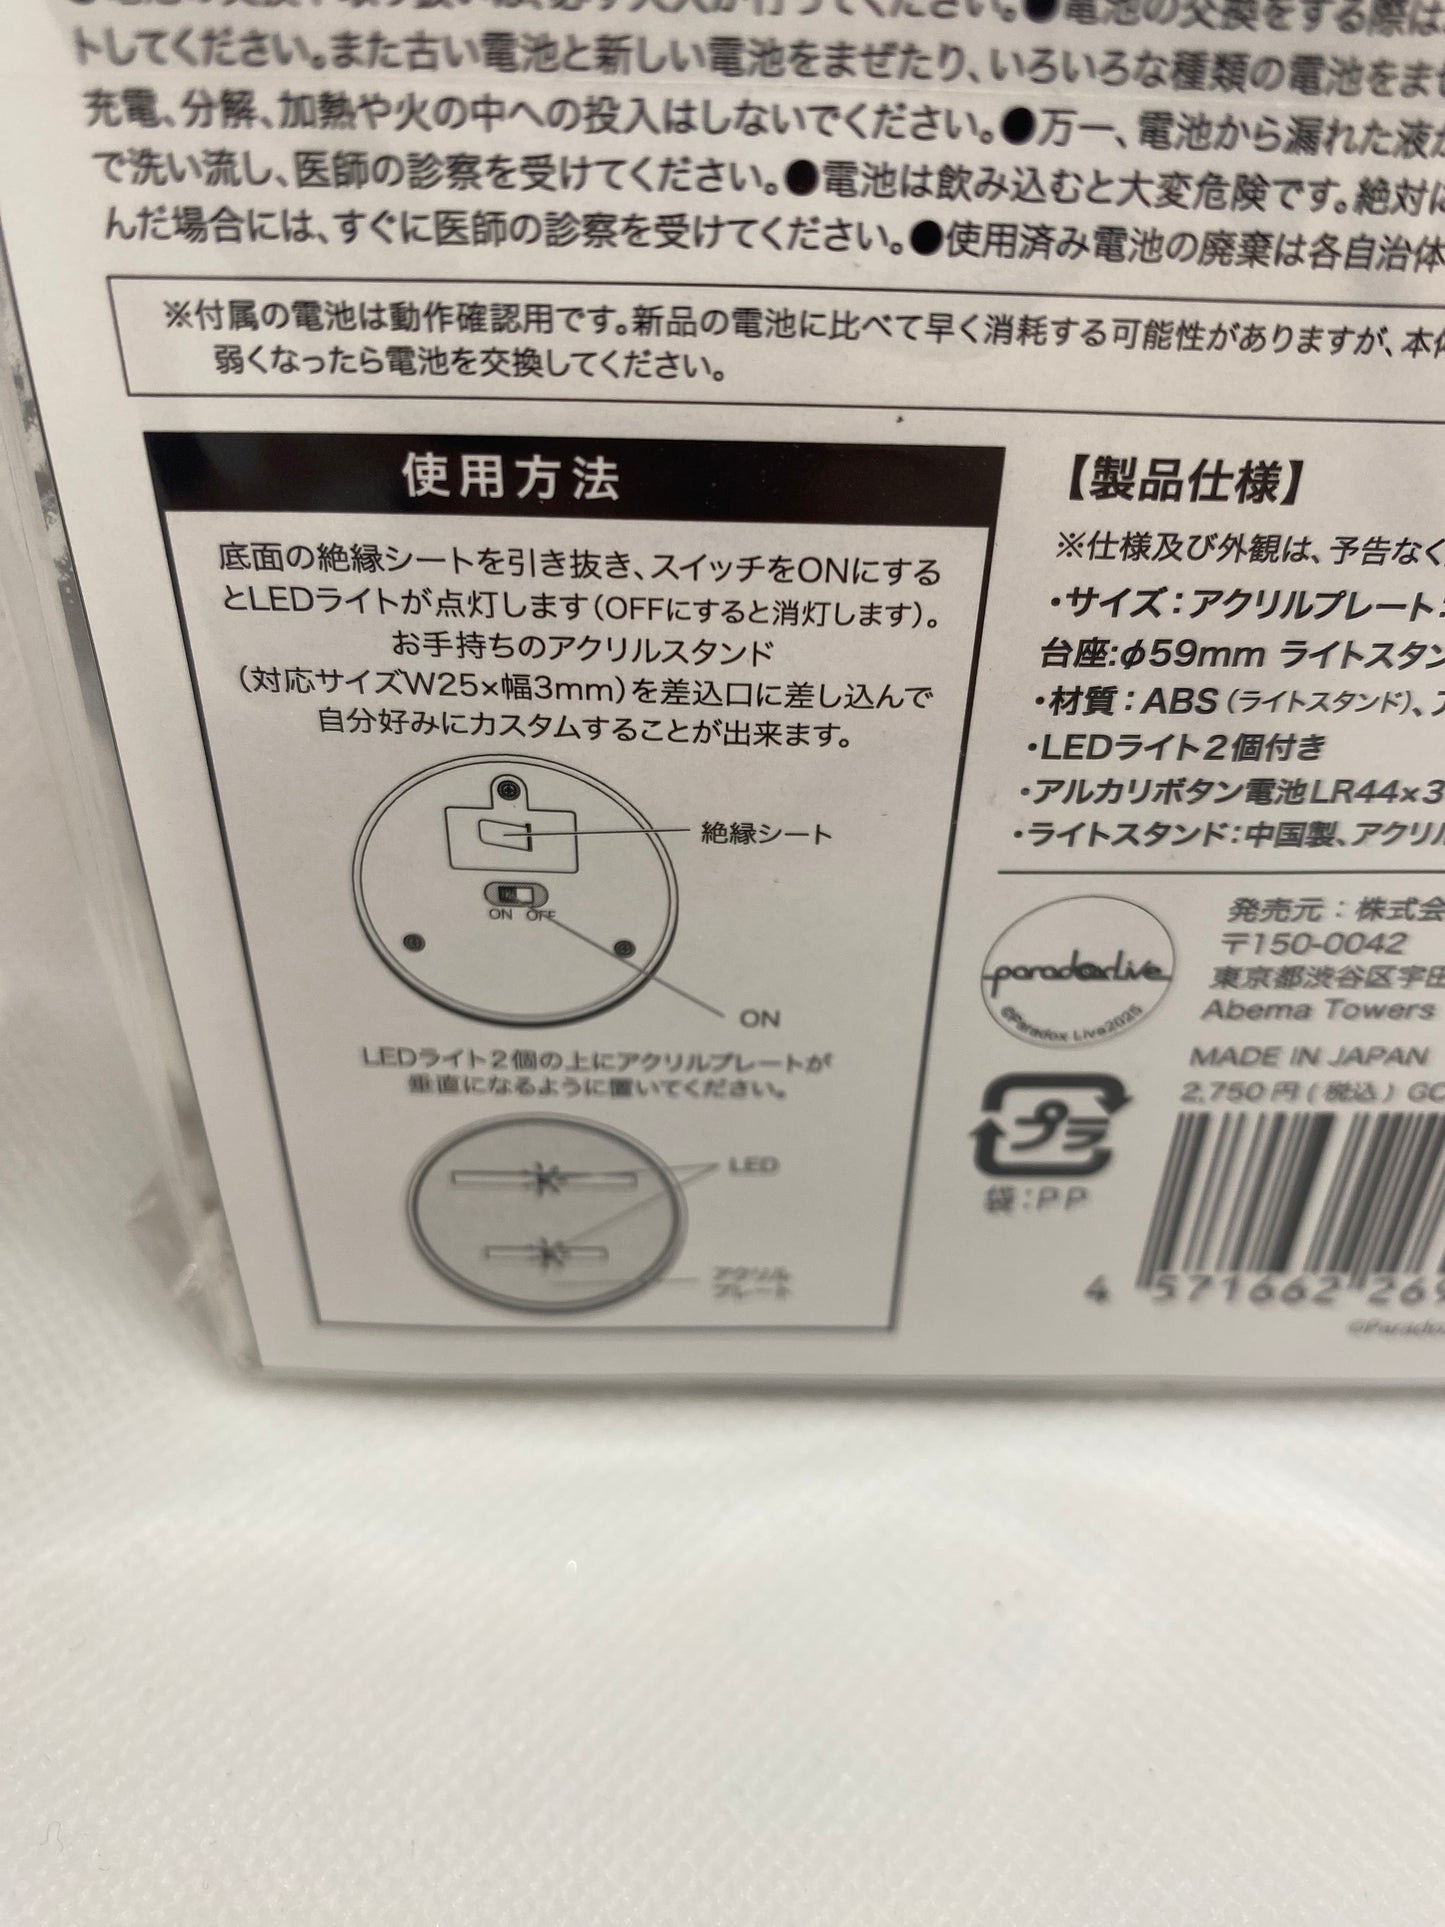 トしてください。また古い電池と新しい電池をまぜたり、いろいろな種類の電池をまぜ
充電、分解、加熱や火の中への投入はしないでください。●万一、電池から漏れた液が
で洗い流し、医師の診察を受けてください。●電池は飲み込むと大変危険です。絶対に
んだ場合には、すぐに医師の診察を受けてください。●使用済み電池の廃棄は各自治体
※付属の電池は動作確認用です。新品の電池に比べて早く消耗する可能性がありますが、本体
弱くなったら電池を交換してください。
使用方法
底面の絶縁シートを引き抜き、スイッチをONにする
とLEDライトが点灯します(OFFにすると消灯します)。
お手持ちのアクリルスタンド
(対応サイズW25×幅3mm)を差込口に差し込んで
自分好みにカスタムすることが出来ます。
絶縁シート
ON OFF
ON
LEDライト2個の上にアクリルプレートが
垂直になるように置いてください。
LED
アクリル
プレート
【製品仕様】
※仕様及び外観は、予告なく
・サイズ:アクリルプレート:
台座:φ59mm ライトスタン
・材質:ABS(ライトスタンド)、ア
・LEDライト2個付き
・アルカリボタン電池LR44×3
・ライトスタンド:中国製、アクリル
paradoxlive
©Paradox Live2025
発売元:株式会
〒150-0042
東京都渋谷区宇田
Abema Towers
MADE IN JAPAN
2,750円(税込) GC
プラ
袋:PP
4 571662 269
©Paradox